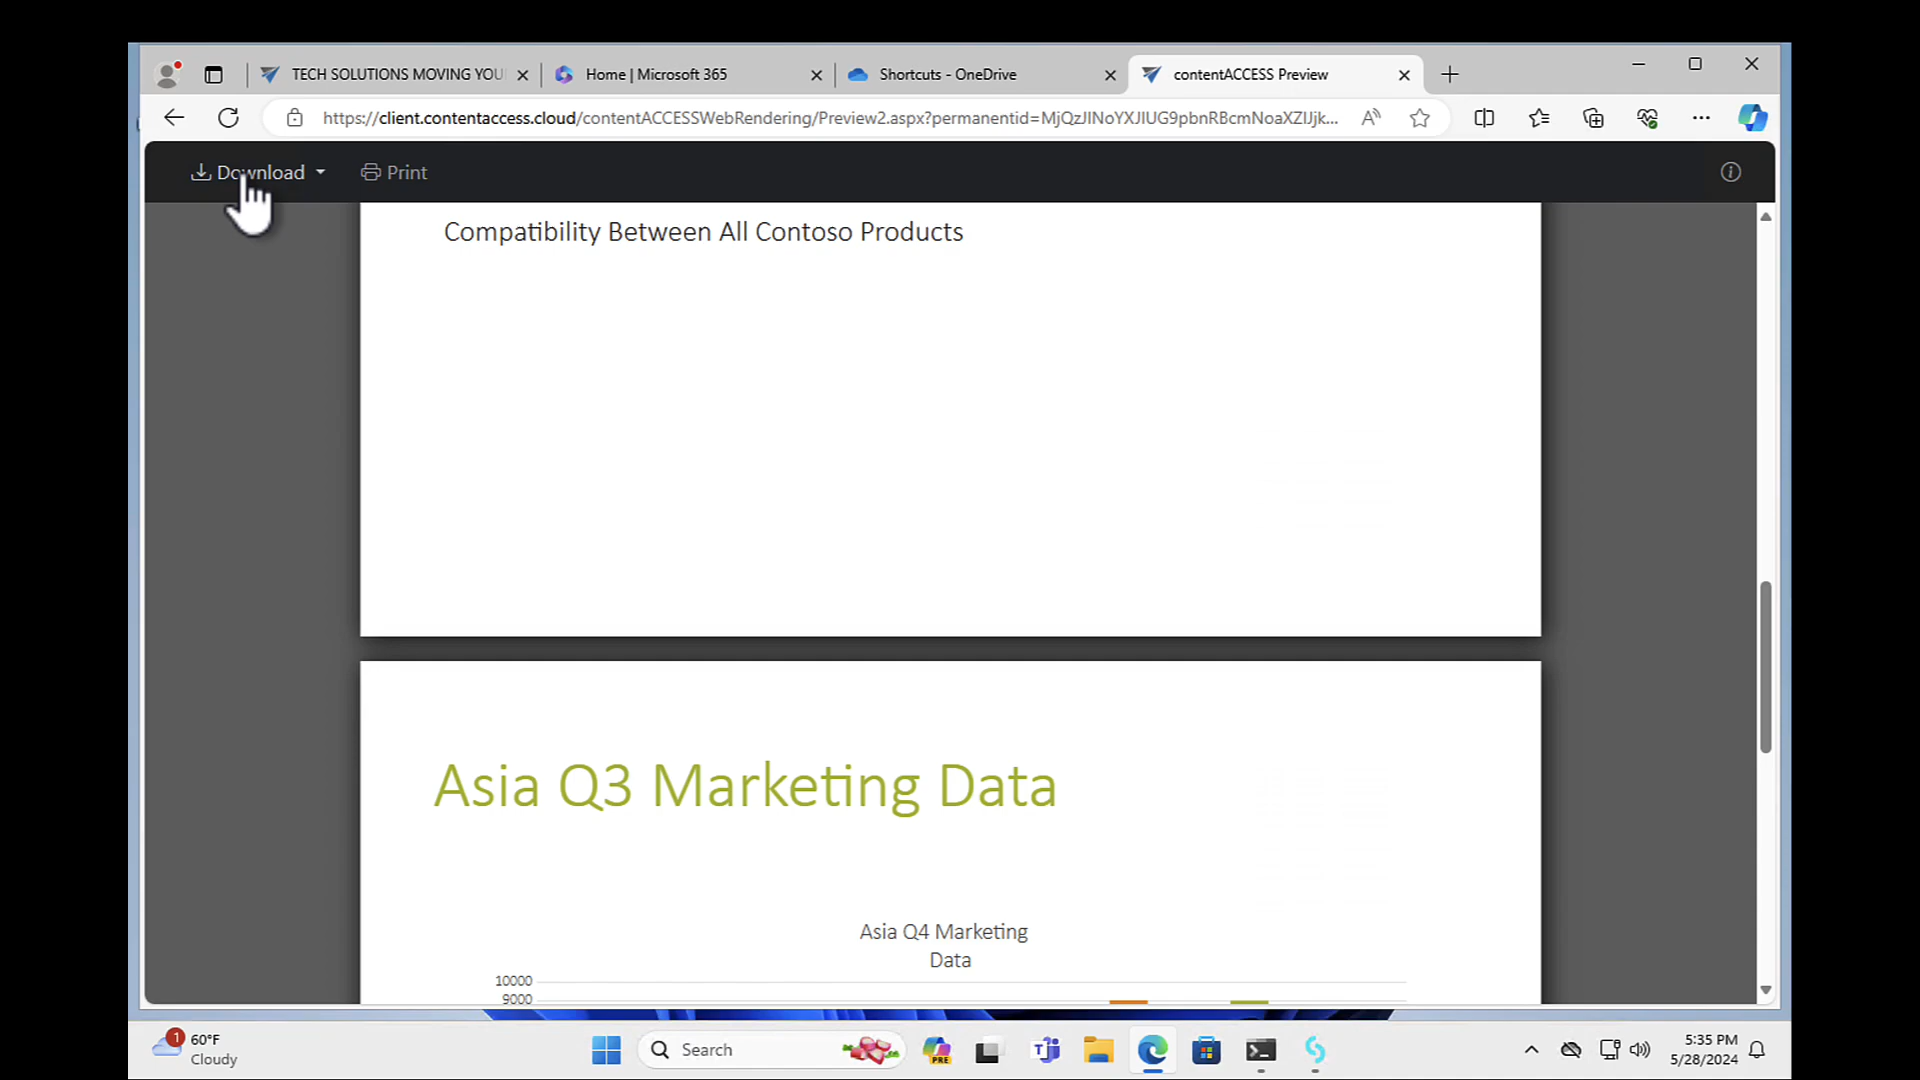 TECH SOLUTIONS MOVING YOU
Home | Microsoft 365
Shortcuts - OneDrive
contentACCESS Preview
https://client.contentaccess.cloud/contentACCESSWebRendering/Preview2.aspx?permanentid=MjQzJlNoYXJlUG9pbnRBcmNoaXZlJjk...
Download
Print
Compatibility Between All Contoso Products
Asia Q3 Marketing Data
Asia Q4 Marketing
Data
10000
9000
1
60°F
Cloudy
Search
PRE
5:35 PM
5/28/2024